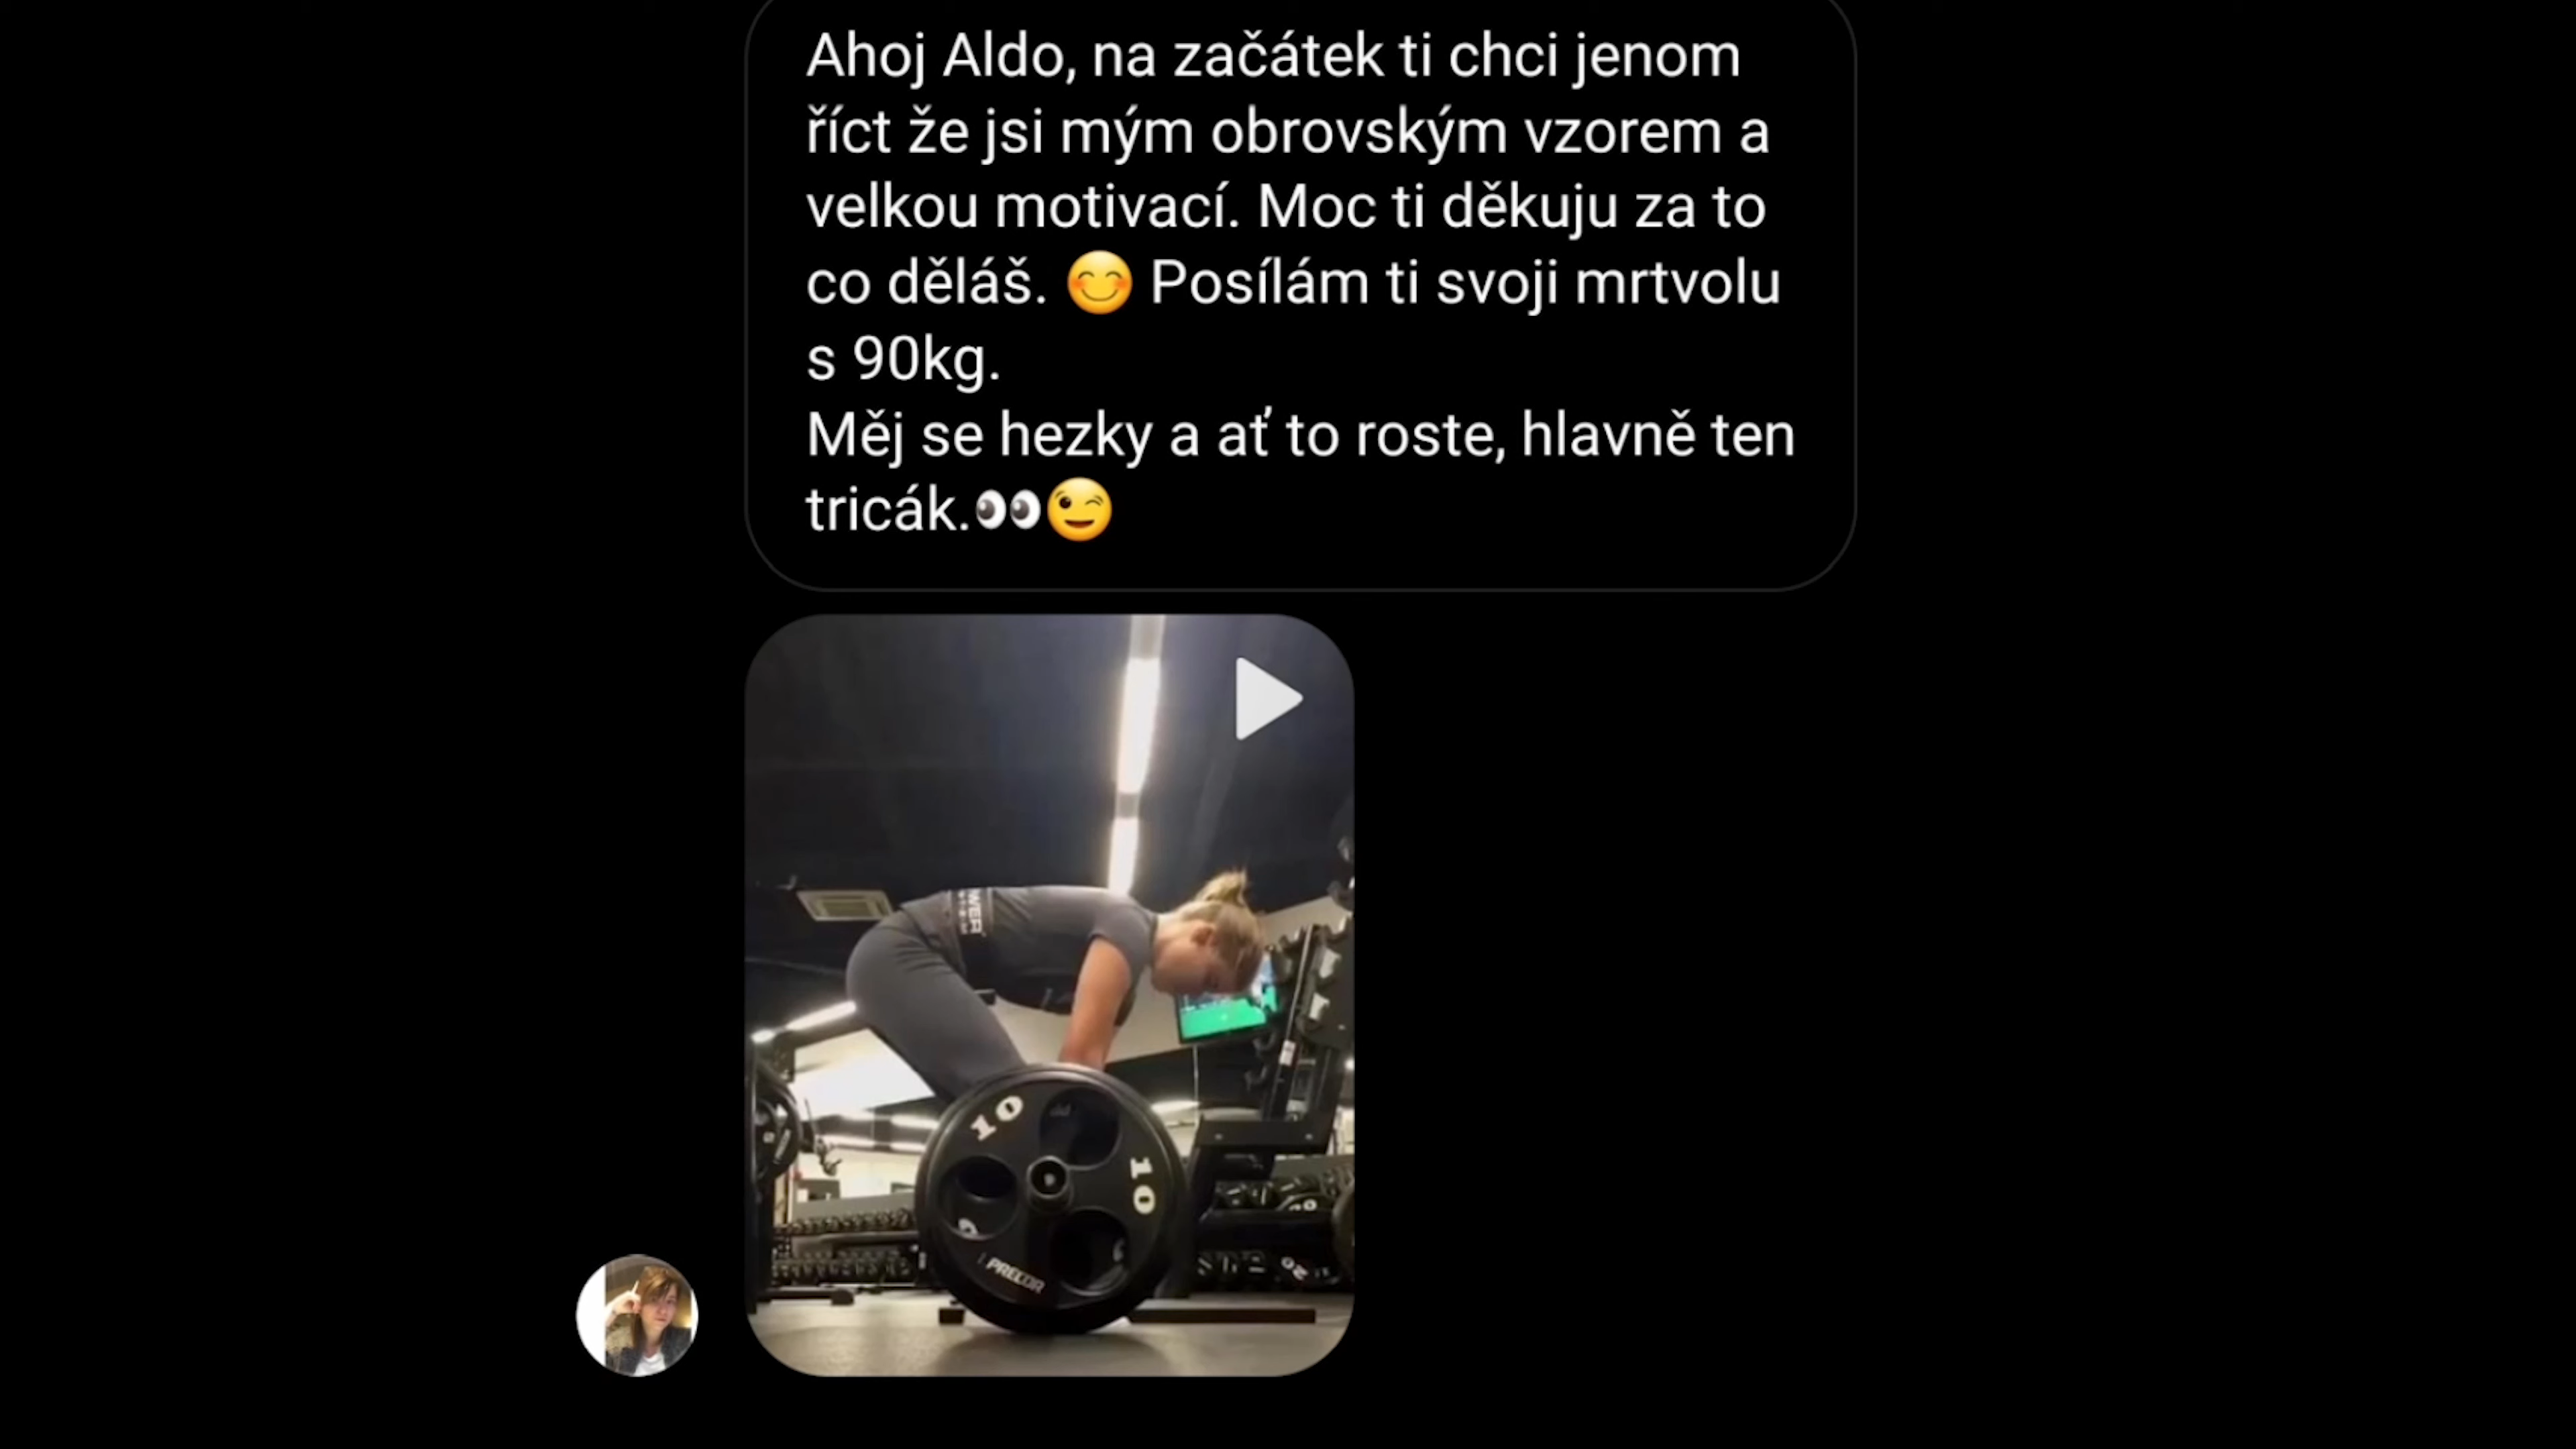 Ahoj Aldo, na začátek ti chci jenom
říct že jsi mým obrovským vzorem a
velkou motivací. Moc ti děkuju za to
co děláš. 😊 Posílám ti svoji mrtvolu
s 90kg.
Měj se hezky a ať to roste, hlavně ten
tricák.👀😉
10
10
PRECOR
20